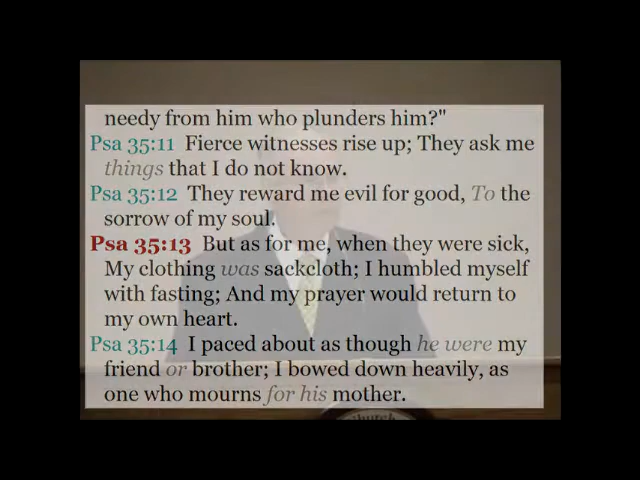 needy from him who plunders him?"
Psa 35:11 Fierce witnesses rise up; They ask me
things that I do not know.
Psa 35:12 They reward me evil for good, To the
sorrow of my soul.
Psa 35:13 But as for me, when they were sick,
My clothing was sackcloth; I humbled myself
with fasting; And my prayer would return to
my own heart.
Psa 35:14 I paced about as though he were my
friend or brother; I bowed down heavily, as
one who mourns for his mother.
church